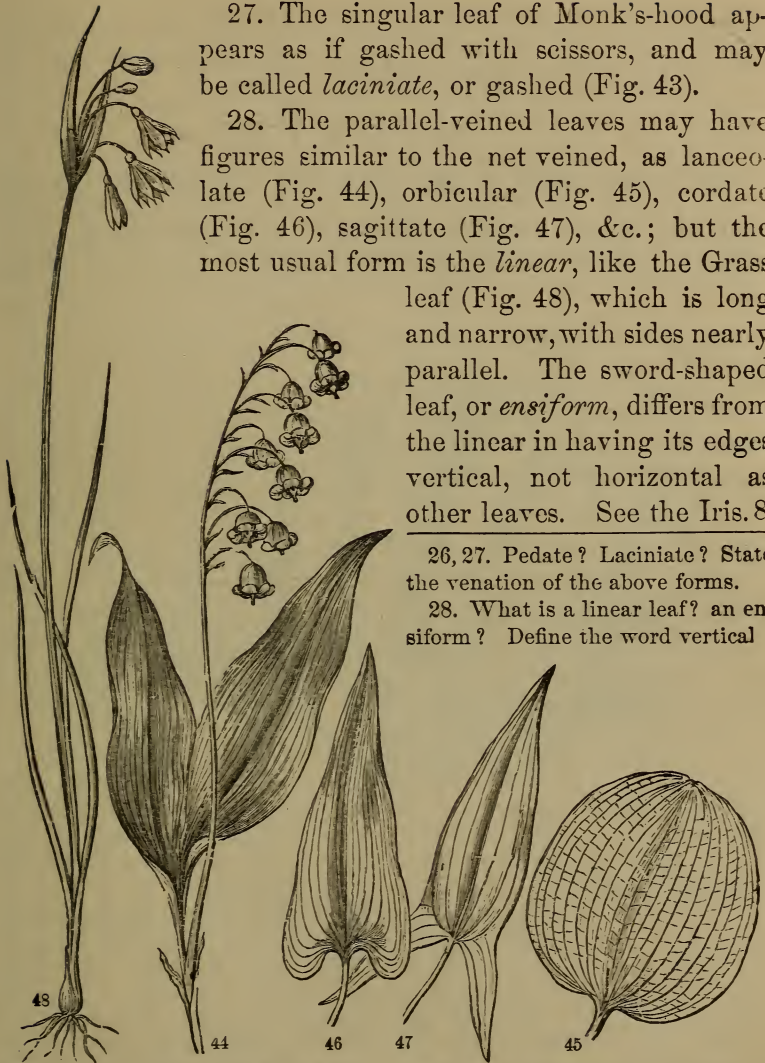 27. The singular leaf of Monk's-hood ap-
pears as if gashed with scissors, and may
be called laciniate, or gashed (Fig. 43).
28. The parallel-veined leaves may have
figures similar to the net veined, as lanceo-
late (Fig. 44), orbicular (Fig. 45), cordate
(Fig. 46), sagittate (Fig. 47), &c.; but the
most usual form is the linear, like the Grass
leaf (Fig. 48), which is long
and narrow, with sides nearly
parallel. The sword-shaped
leaf, or ensiform, differs from
the linear in having its edges
vertical, not horizontal as
other leaves. See the Iris. 8
26, 27. Pedate? Laciniate? State
the venation of the above forms.
28. What is a linear leaf? an en
siform? Define the word vertical
48
44
46
47
45